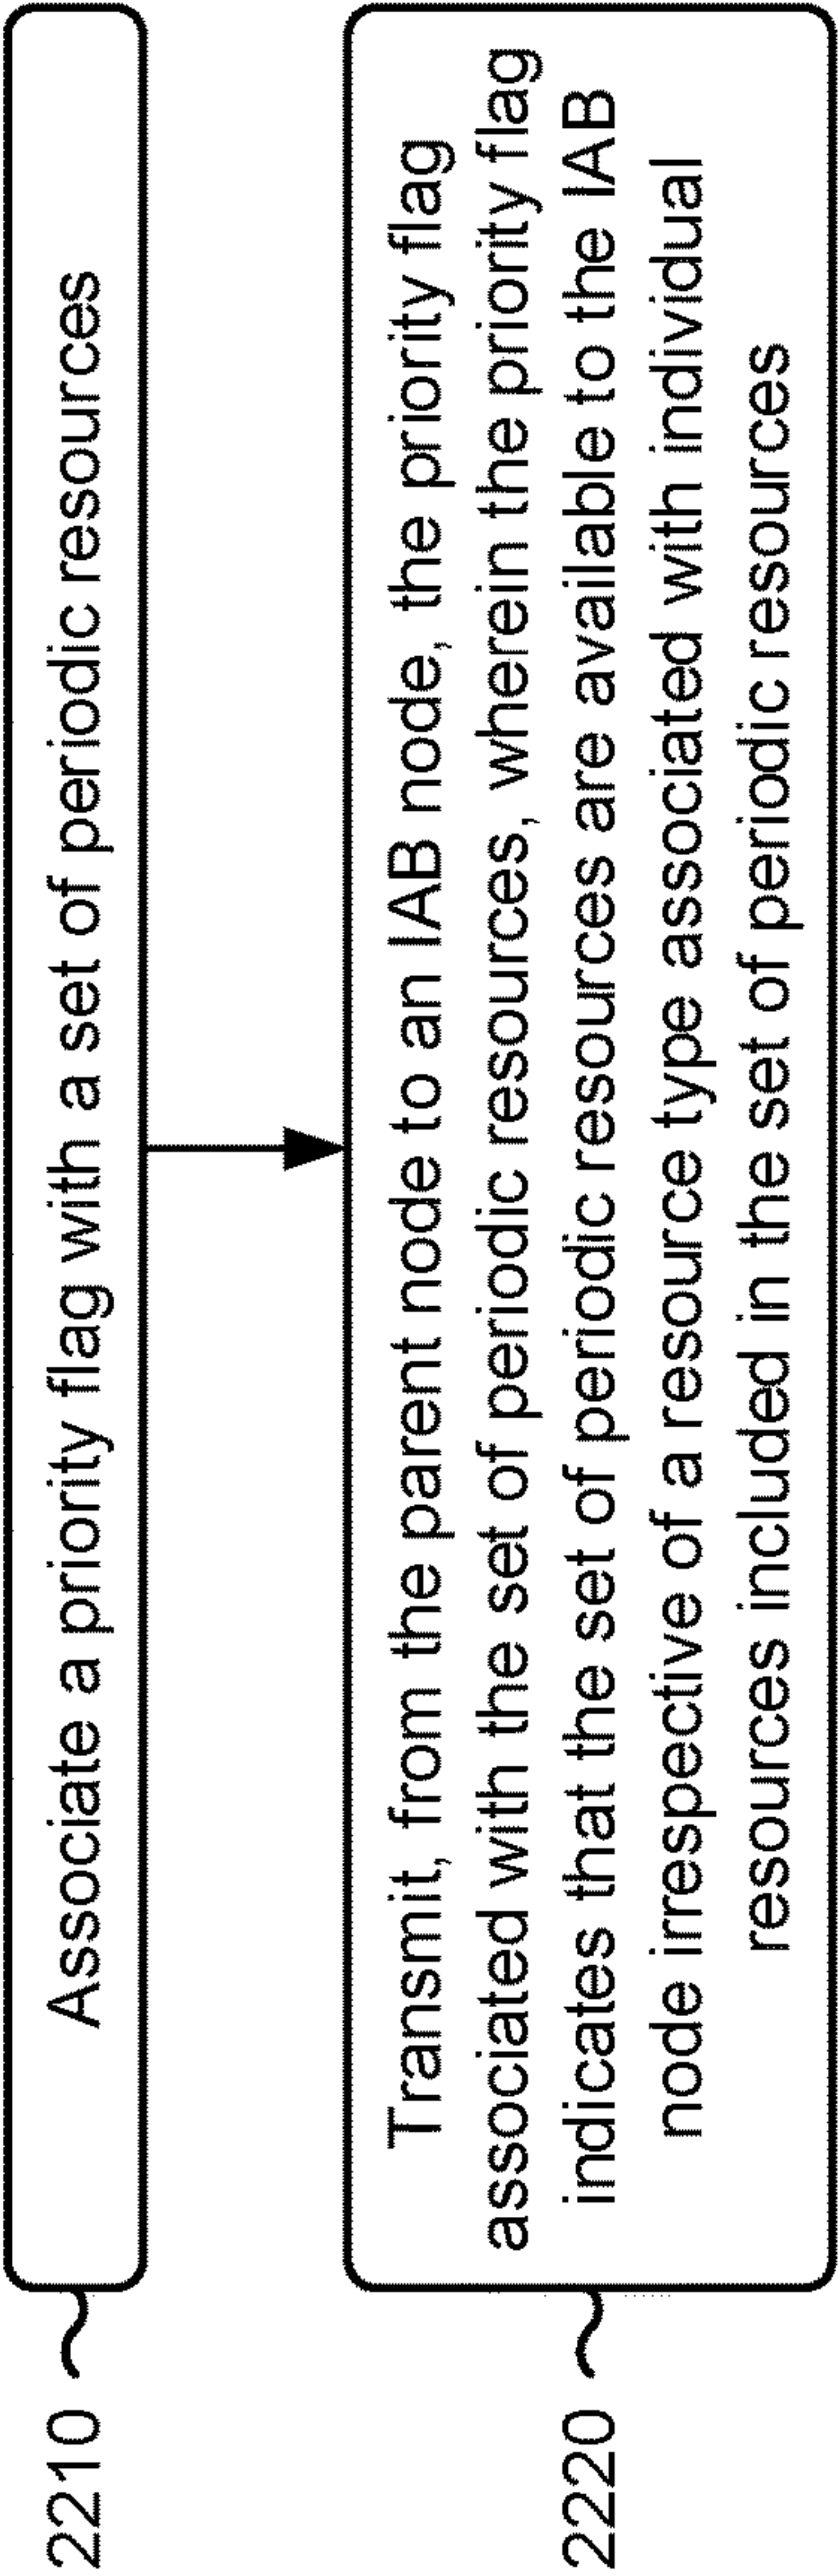 2210
Associate a priority flag with a set of periodic resources
2220
Transmit, from the parent node to an IAB node, the priority flag
associated with the set of periodic resources, wherein the priority flag
indicates that the set of periodic resources are available to the IAB
node irrespective of a resource type associated with individual
resources included in the set of periodic resources